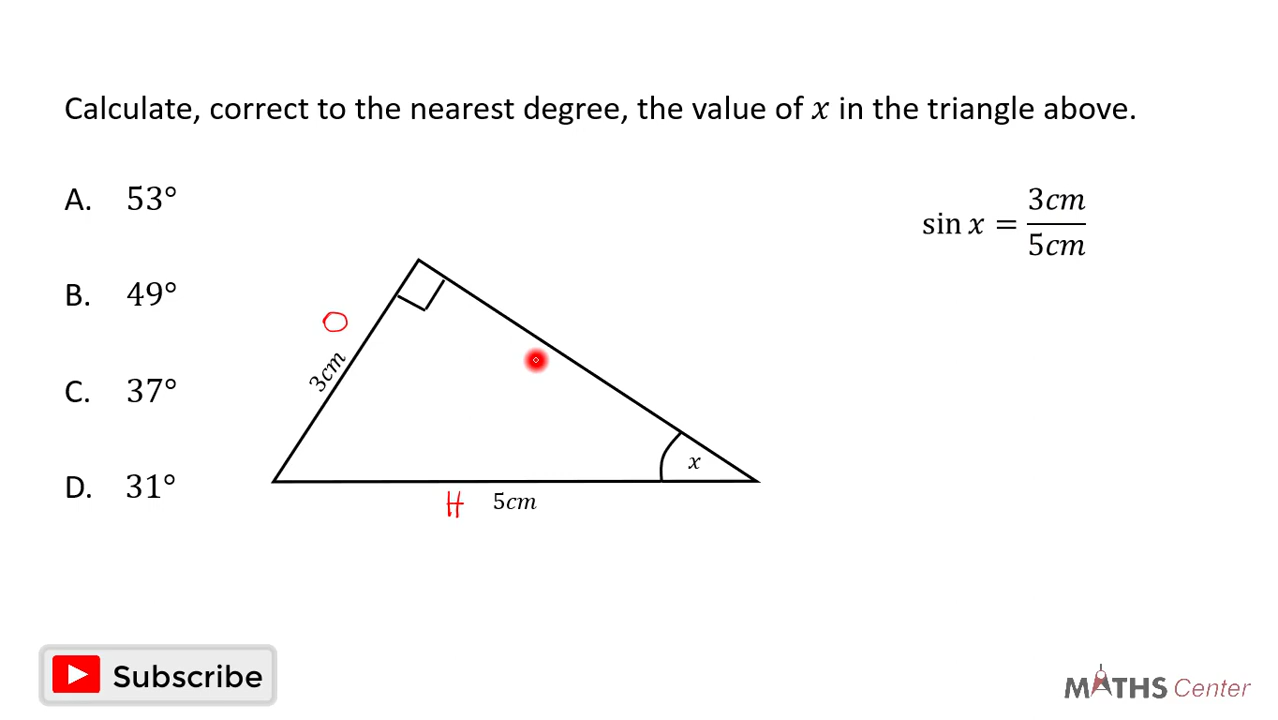 Calculate, correct to the nearest degree, the value of x in the triangle above.
A. 53°
sin x = 3cm/5cm
B. 49°
O
3cm
C. 37°
x
D. 31°
H 5cm
Subscribe
MATHS Center